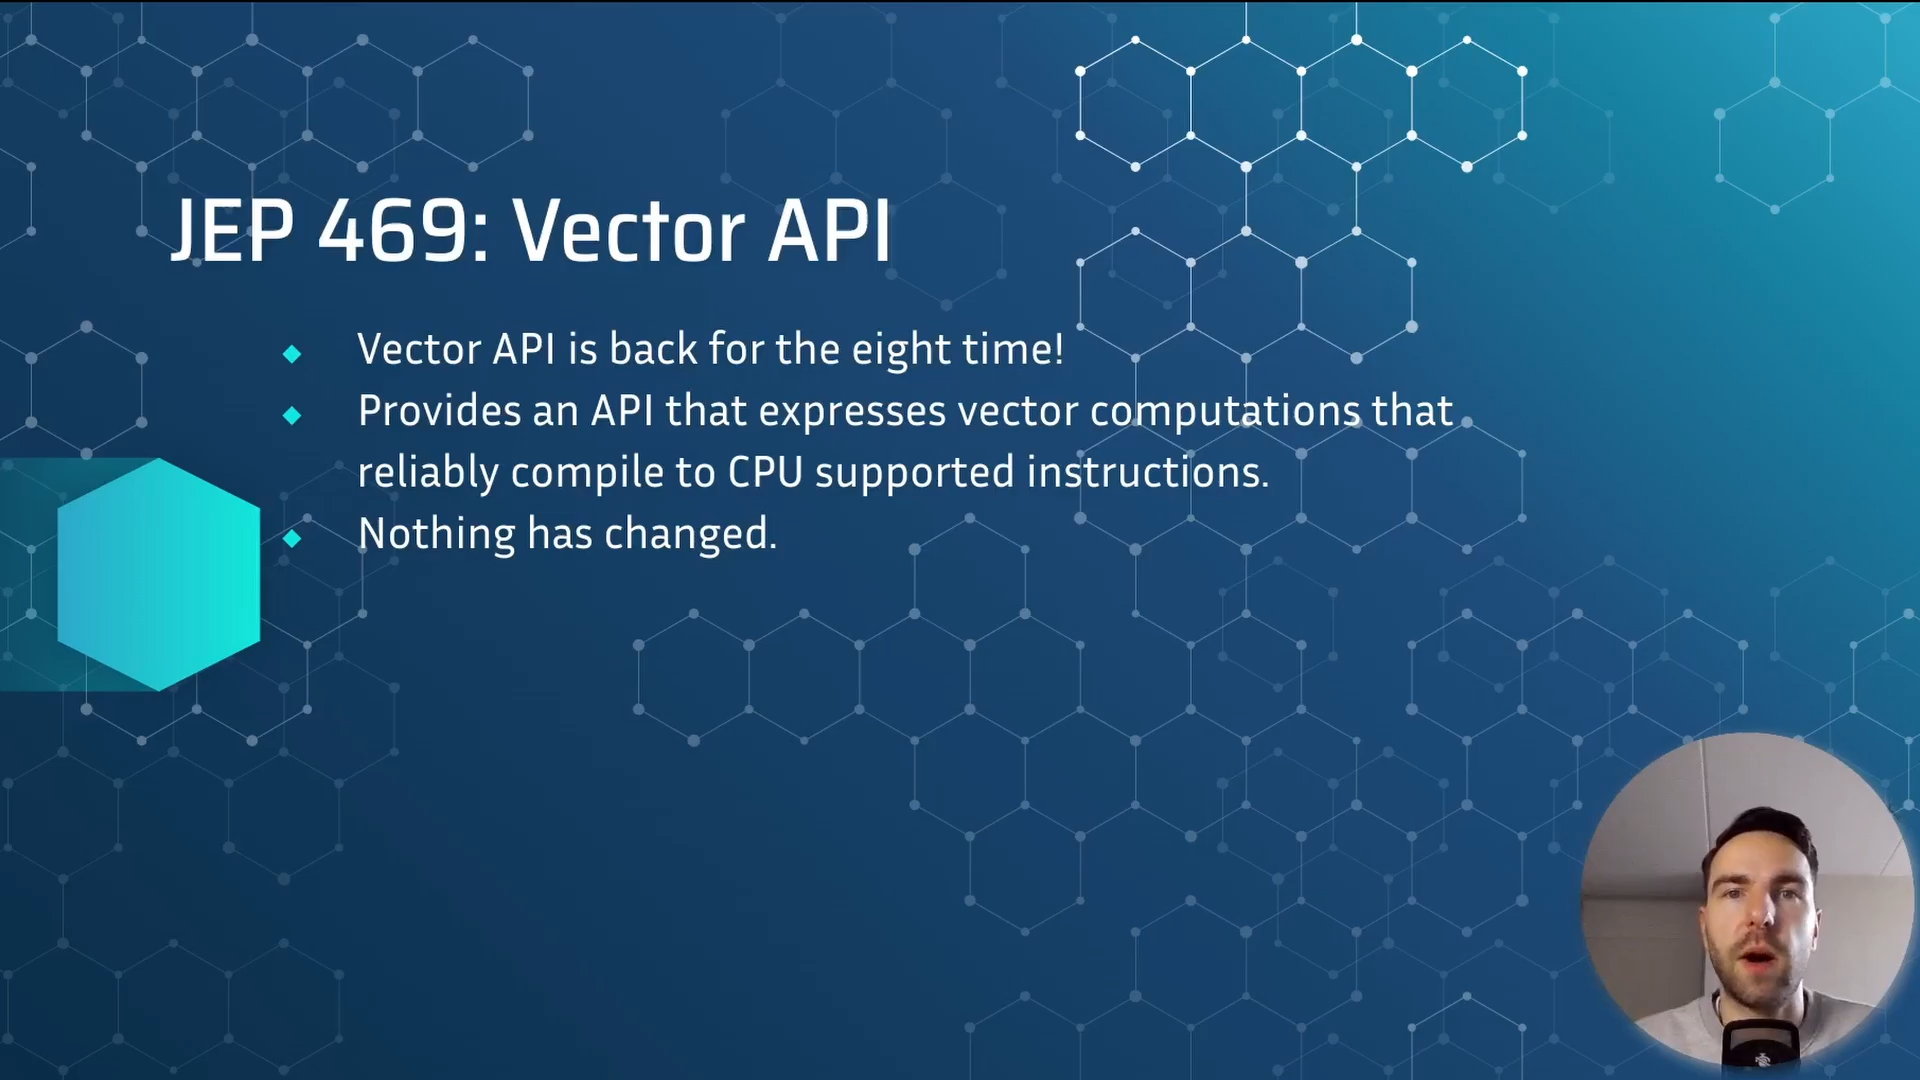 JEP 469: Vector API
Vector API is back for the eight time!
Provides an API that expresses vector computations that
reliably compile to CPU supported instructions.
Nothing has changed.